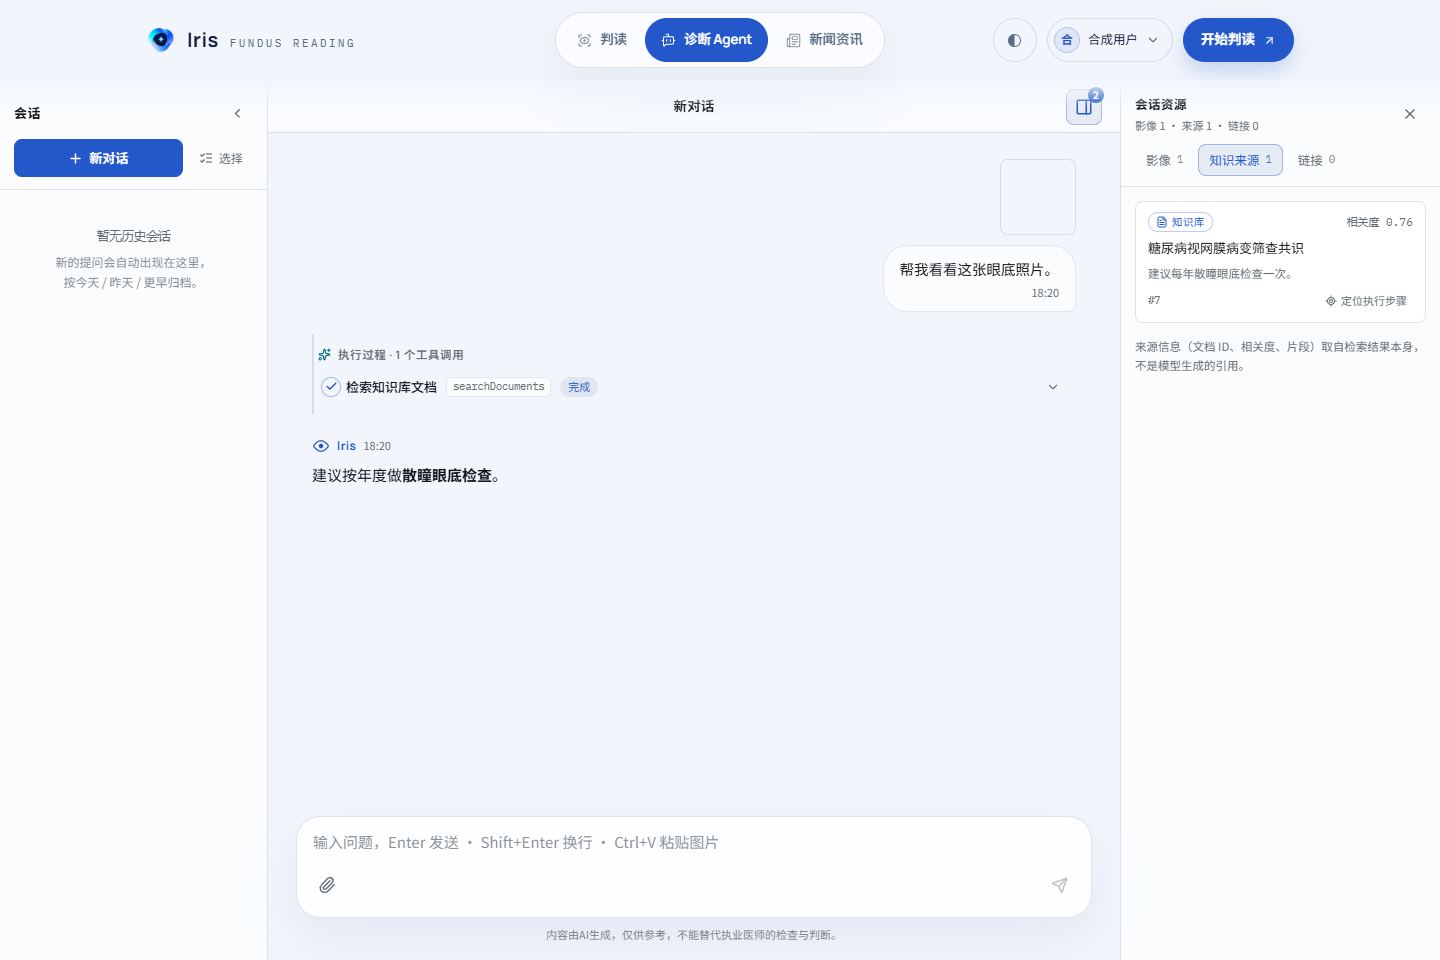 Iris FUNDUS READING
判读
诊断 Agent
新闻资讯
合 合成用户
开始判读
会话
新对话
选择
暂无历史会话
新的提问会自动出现在这里，
按今天 / 昨天 / 更早归档。
新对话
2
帮我看看这张眼底照片。
18:20
执行过程 · 1 个工具调用
检索知识库文档 searchDocuments 完成
Iris 18:20
建议按年度做散瞳眼底检查。
输入问题，Enter 发送 · Shift+Enter 换行 · Ctrl+V 粘贴图片
内容由AI生成，仅供参考，不能替代执业医师的检查与判断。
会话资源
影像 1 · 来源 1 · 链接 0
影像 1 知识来源 1 链接 0
知识库 相关度 0.76
糖尿病视网膜病变筛查共识
建议每年散瞳眼底检查一次。
#7 定位执行步骤
来源信息（文档 ID、相关度、片段）取自检索结果本身，
不是模型生成的引用。